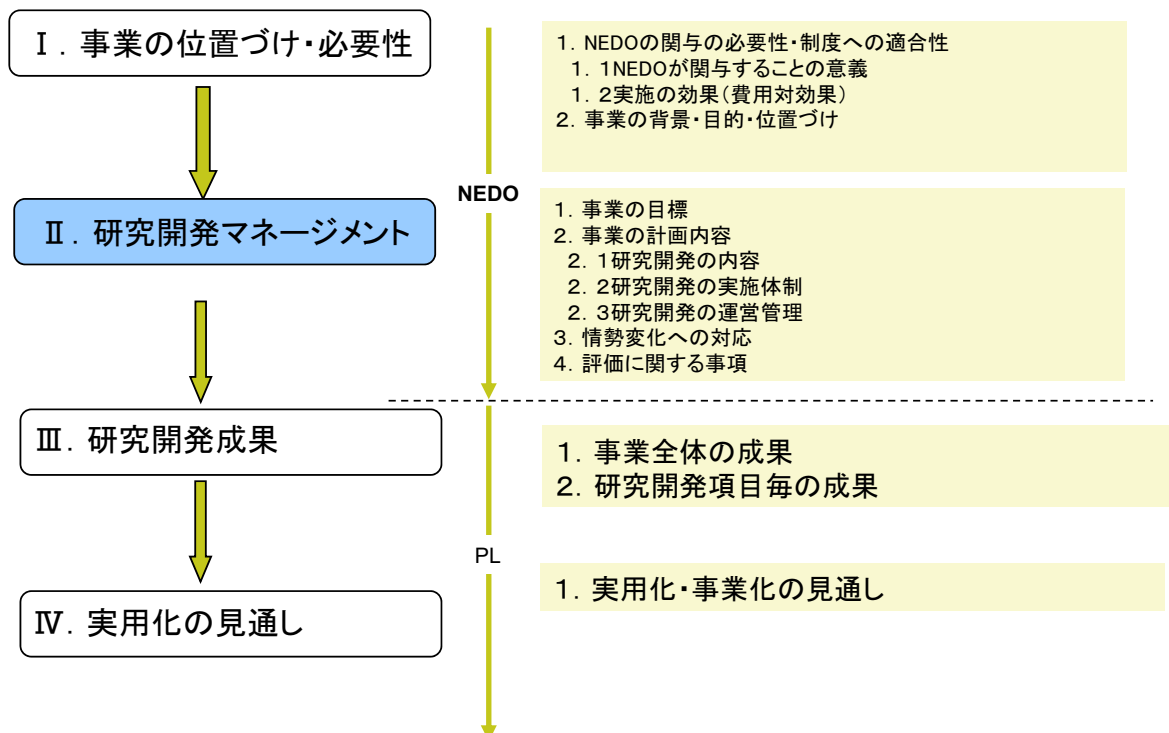 Ⅰ．事業の位置づけ・必要性
1．NEDOの関与の必要性・制度への適合性
1．1NEDOが関与することの意義
1．2実施の効果（費用対効果）
2．事業の背景・目的・位置づけ
NEDO
Ⅱ．研究開発マネージメント
1．事業の目標
2．事業の計画内容
2．1研究開発の内容
2．2研究開発の実施体制
2．3研究開発の運営管理
3．情勢変化への対応
4．評価に関する事項
Ⅲ．研究開発成果
1．事業全体の成果
2．研究開発項目毎の成果
PL
Ⅳ．実用化の見通し
1．実用化・事業化の見通し